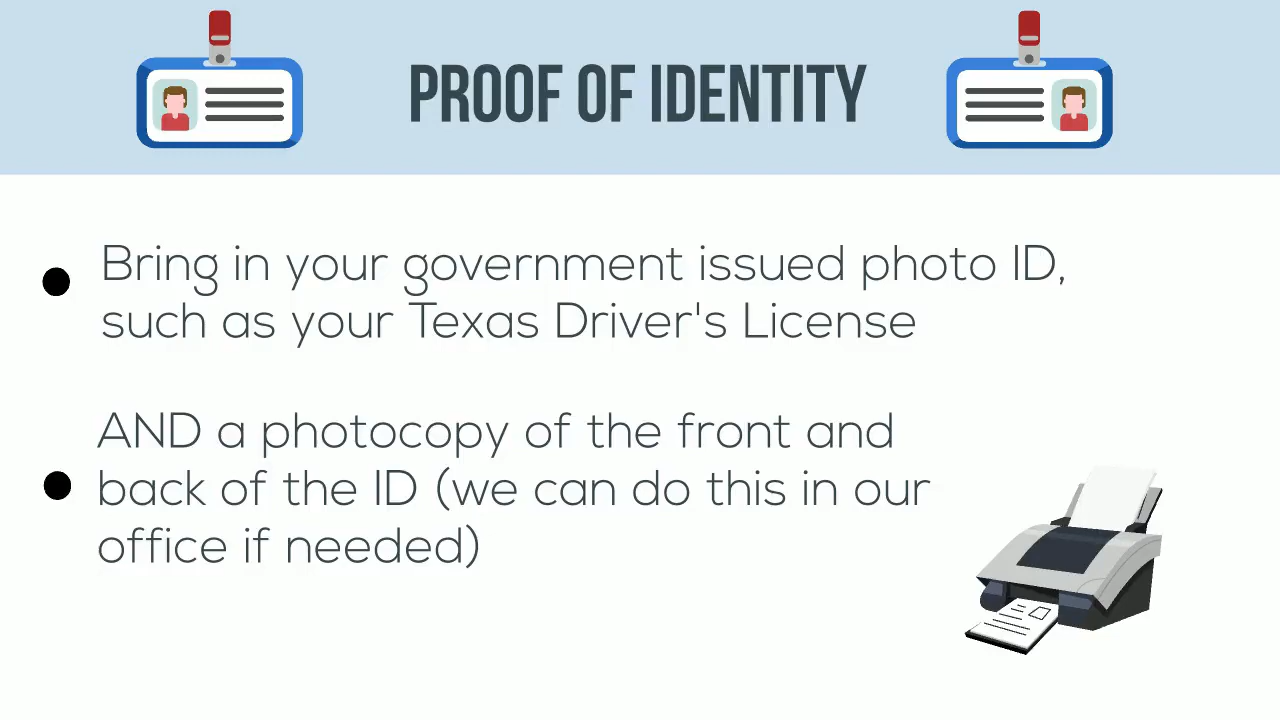 PROOF OF IDENTITY
Bring in your government issued photo ID,
such as your Texas Driver's License
AND a photocopy of the front and
back of the ID (we can do this in our
office if needed)